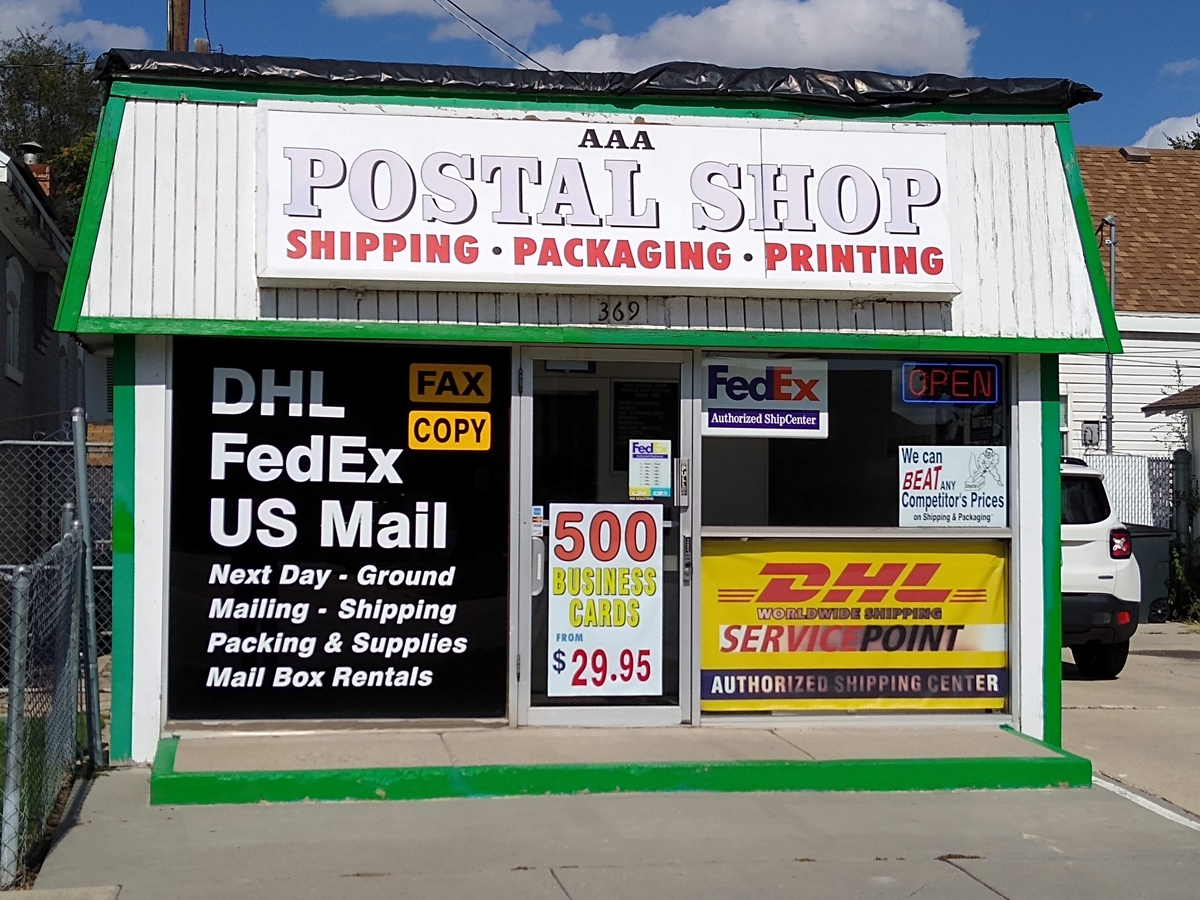 AAA
POSTAL SHOP
SHIPPING • PACKAGING • PRINTING
369
DHL
FedEx
US Mail
Next Day - Ground
Mailing - Shipping
Packing & Supplies
Mail Box Rentals
FAX
COPY
FedEx
500
BUSINESS
CARDS
FROM
$29.95
FedEx
Authorized ShipCenter
OPEN
We can
BEAT ANY
Competitor's Prices
on Shipping & Packaging
DHL
WORLDWIDE SHIPPING
SERVICEPOINT
AUTHORIZED SHIPPING CENTER